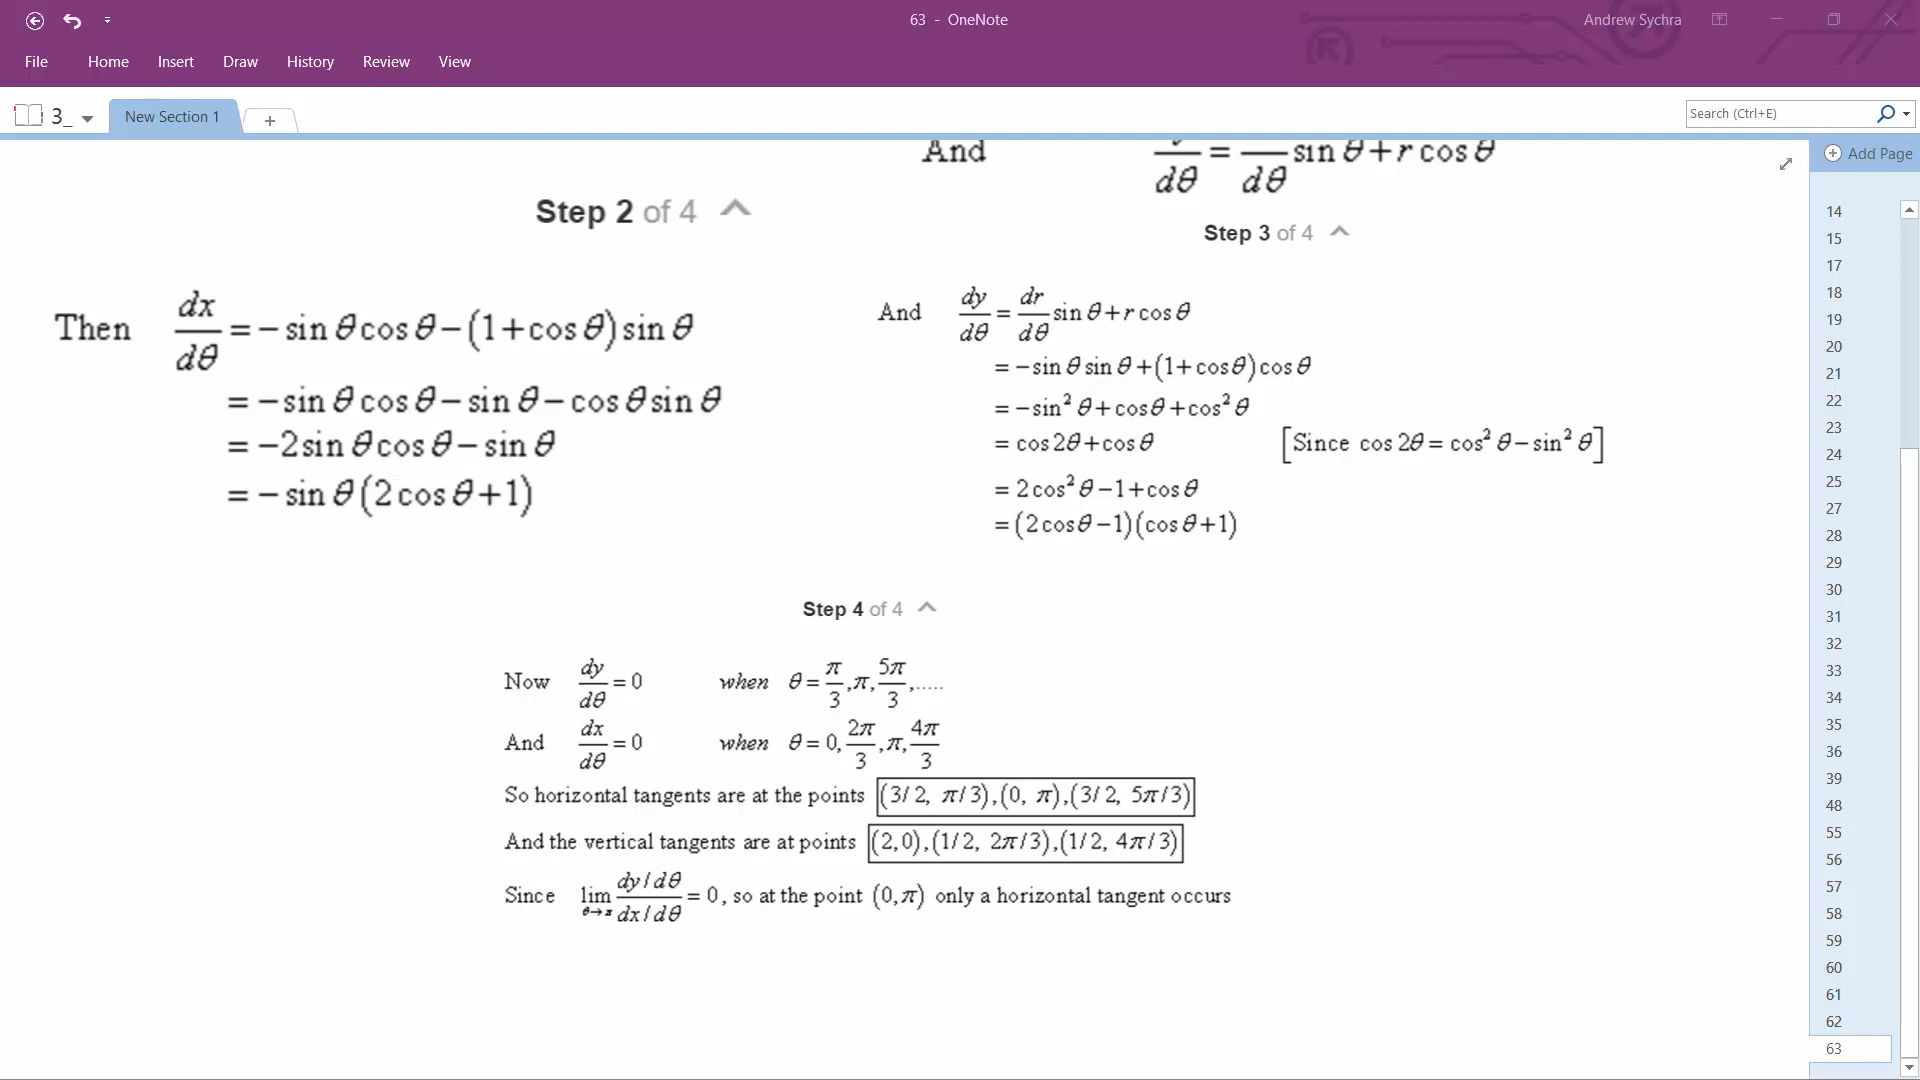 63 - OneNote
Andrew Sychra
File Home Insert Draw History Review View
3_ New Section 1 +
Search (Ctrl+E)
Add Page
And dy/dθ = dr/dθ sin θ + r cos θ
Step 2 of 4
Step 3 of 4
Then dx/dθ = − sin θ cos θ − (1 + cos θ) sin θ
= − sin θ cos θ − sin θ − cos θ sin θ
= −2 sin θ cos θ − sin θ
= − sin θ (2 cos θ + 1)
And dy/dθ = dr/dθ sin θ + r cos θ
= − sin θ sin θ + (1 + cos θ) cos θ
= − sin² θ + cos θ + cos² θ
= cos 2θ + cos θ [Since cos 2θ = cos² θ − sin² θ]
= 2 cos² θ − 1 + cos θ
= (2 cos θ − 1)(cos θ + 1)
Step 4 of 4
Now dy/dθ = 0 when θ = π/3, π, 5π/3, .....
And dx/dθ = 0 when θ = 0, 2π/3, π, 4π/3
So horizontal tangents are at the points (3/2, π/3), (0, π), (3/2, 5π/3)
And the vertical tangents are at points (2,0), (1/2, 2π/3), (1/2, 4π/3)
Since lim θ→π dy/dθ / dx/dθ = 0, so at the point (0, π) only a horizontal tangent occurs
14
15
17
18
19
20
21
22
23
24
25
27
28
29
30
31
32
33
34
35
36
39
48
55
56
57
58
59
60
61
62
63